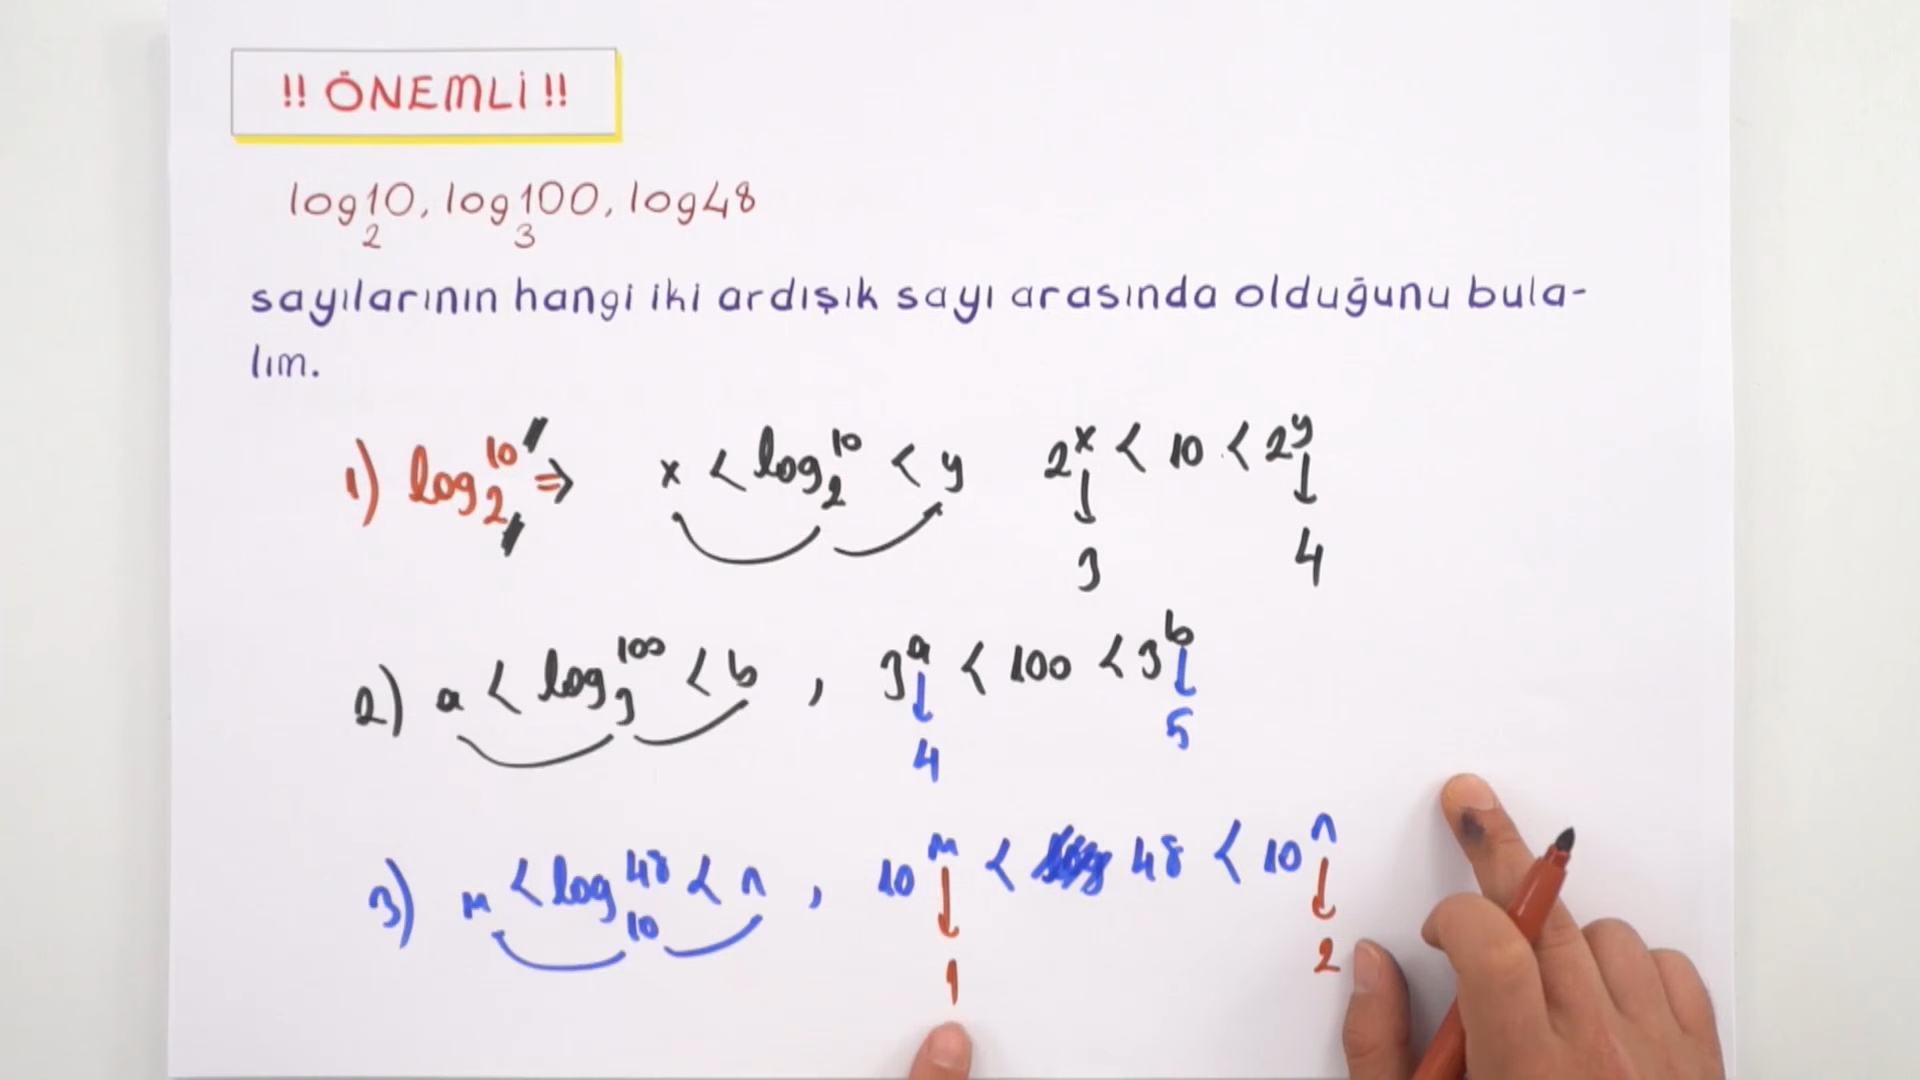 !! ÖNEMLİ !!
log₂10, log₃100, log48
sayılarının hangi iki ardışık sayı arasında olduğunu bula-
lım.
1) log₂10 ⇒ x < log₂10 < y 2ˣ < 10 < 2ʸ
3 4
2) a < log₃100 < b , 3ᵃ < 100 < 3ᵇ
4 5
3) m < log₁₀48 < n , 10ᵐ < 48 < 10ⁿ
1 2